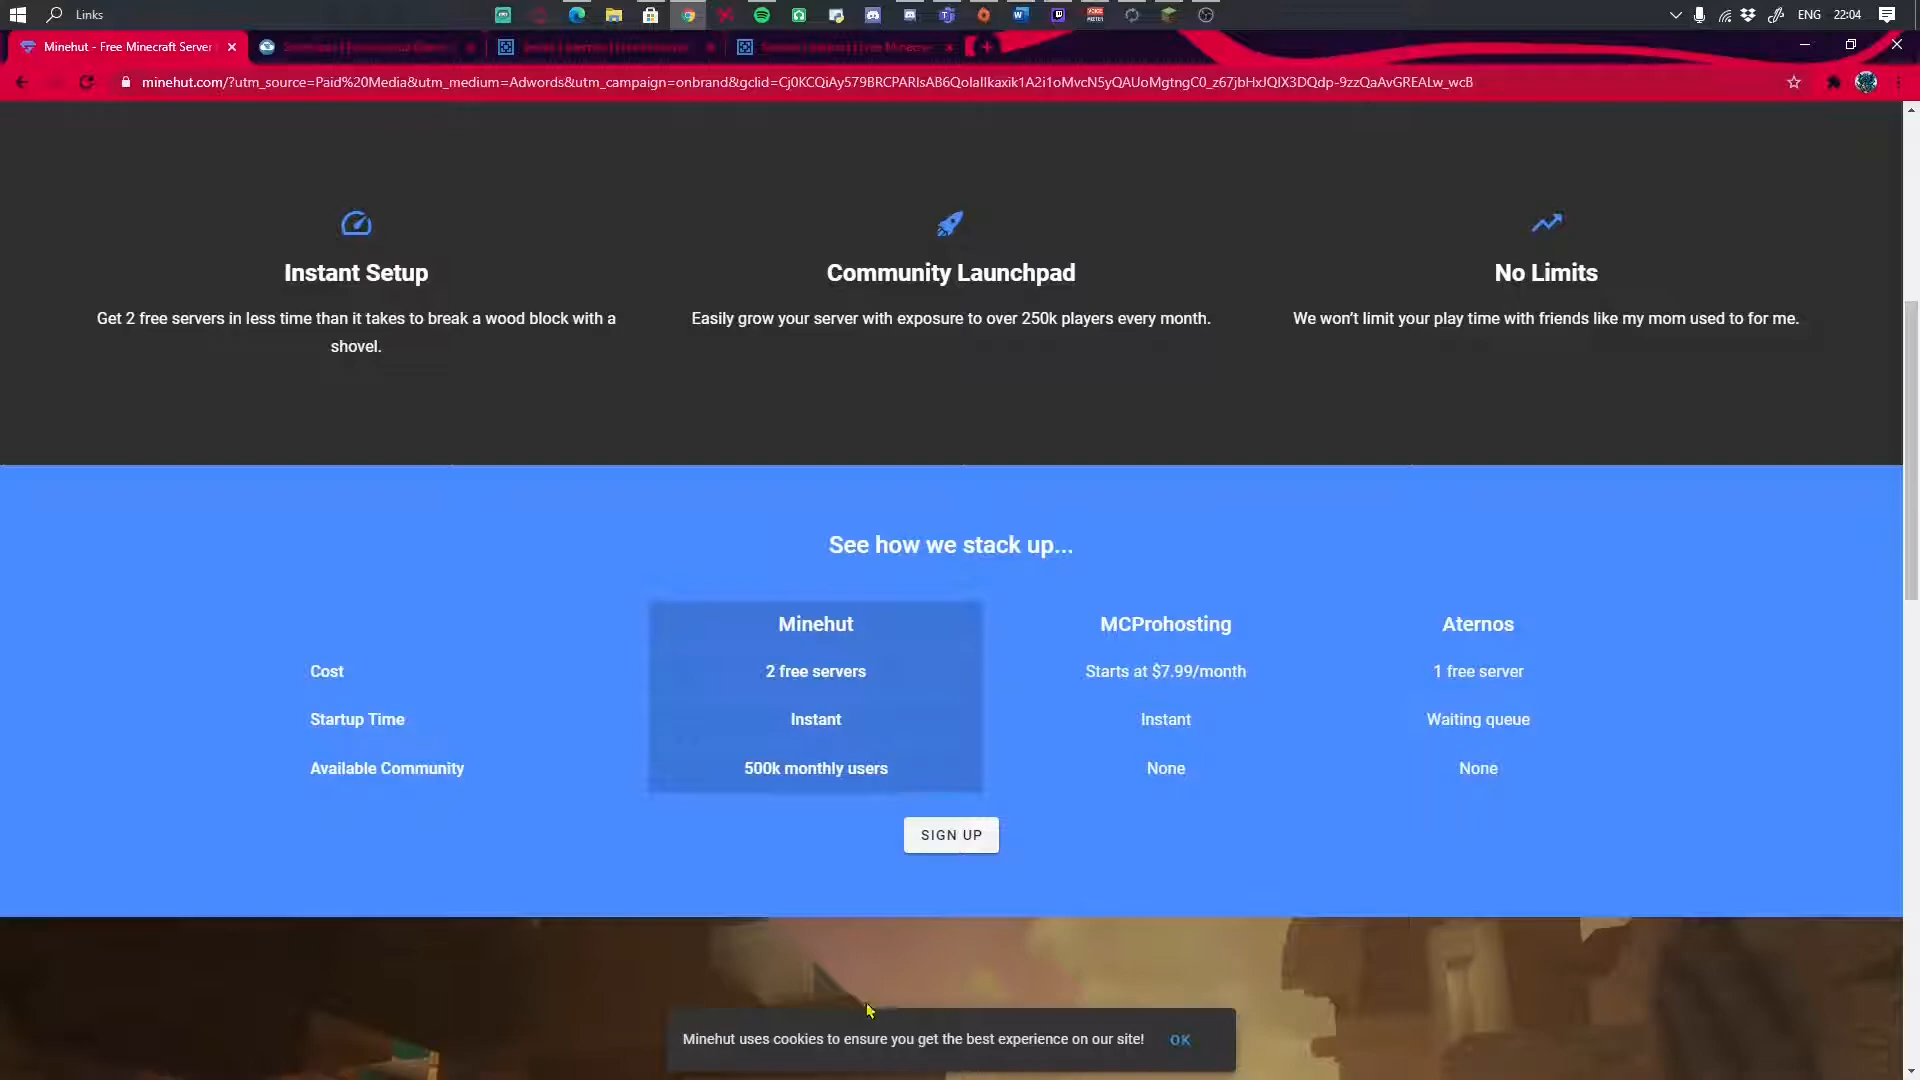 Links
ENG
22:04
Minehut - Free Minecraft Server
minehut.com/?utm_source=Paid%20Media&utm_medium=Adwords&utm_campaign=onbrand&gclid=Cj0KCQiAy579BRCPARIsAB6QoIallkaxik1A2i1oMvcN5yQAUoMgtngC0_z67jbHxJQIX3DQdp-9zzQaAvGREALw_wcB
Instant Setup
Get 2 free servers in less time than it takes to break a wood block with a
shovel.
Community Launchpad
Easily grow your server with exposure to over 250k players every month.
No Limits
We won’t limit your play time with friends like my mom used to for me.
See how we stack up...
Minehut MCProhosting Aternos
Cost 2 free servers Starts at $7.99/month 1 free server
Startup Time Instant Instant Waiting queue
Available Community 500k monthly users None None
SIGN UP
Minehut uses cookies to ensure you get the best experience on our site! OK